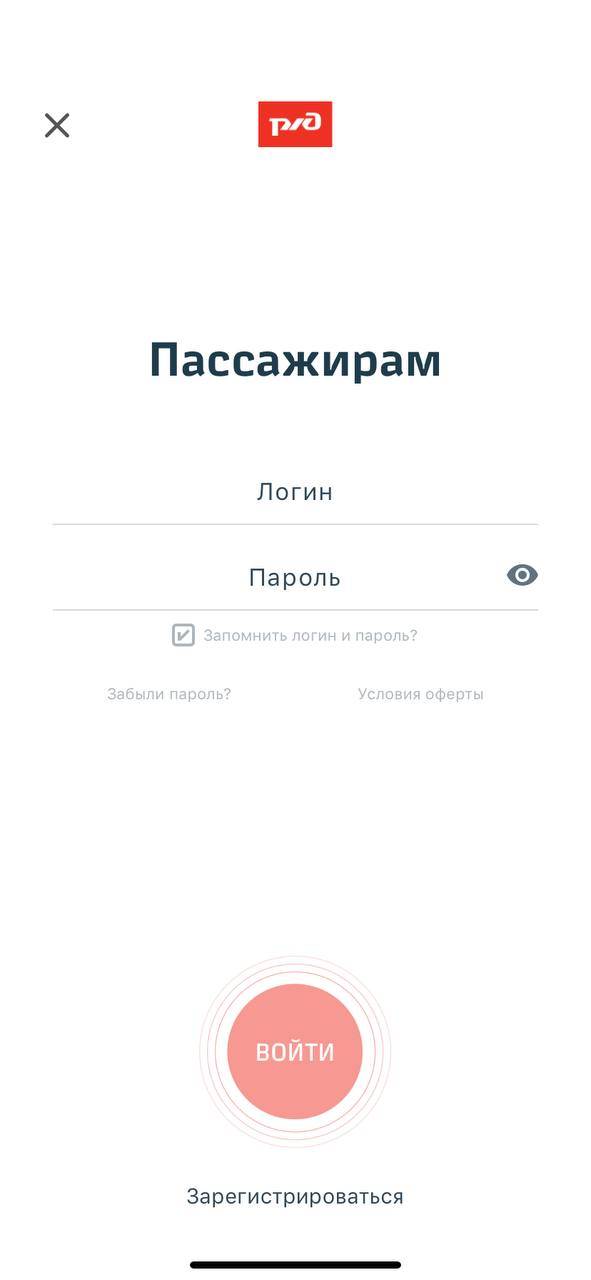 ржд
Пассажирам
Логин
Пароль
Запомнить логин и пароль?
Забыли пароль? Условия оферты
ВОЙТИ
Зарегистрироваться